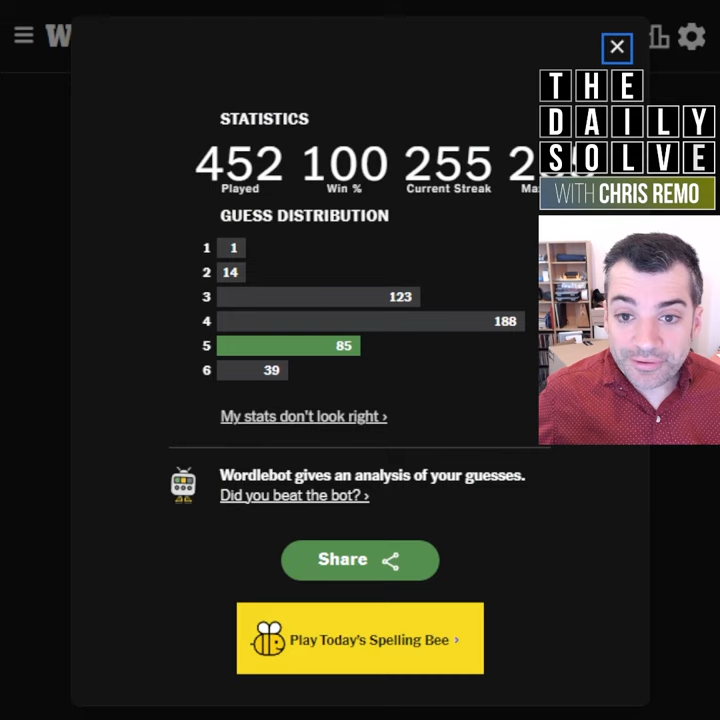 W
THE
DAILY
SOLVE
WITH CHRIS REMO
STATISTICS
452 100 255
Played Win % Current Streak
GUESS DISTRIBUTION
1 1
2 14
3 123
4 188
5 85
6 39
My stats don't look right ›
Wordlebot gives an analysis of your guesses.
Did you beat the bot? ›
Share
Play Today's Spelling Bee ›